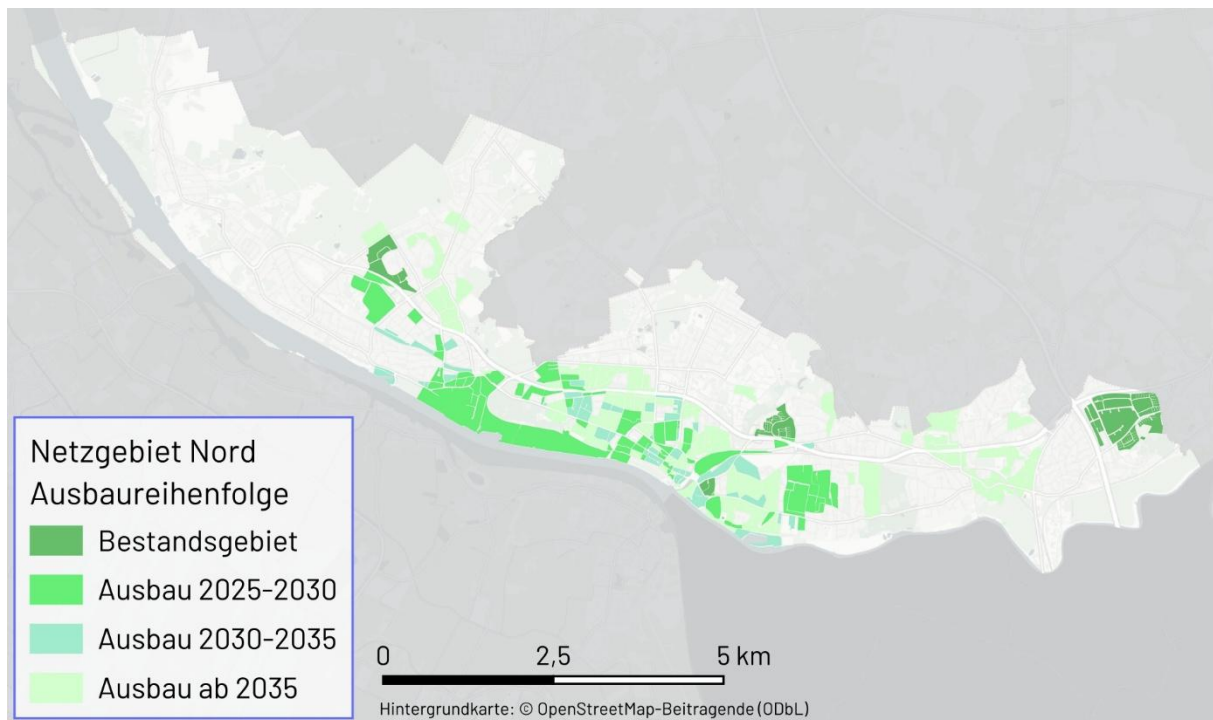 Netzgebiet Nord
Ausbaureihenfolge
Bestandsgebiet
Ausbau 2025-2030
Ausbau 2030-2035
Ausbau ab 2035
0 2,5 5 km
Hintergrundkarte: © OpenStreetMap-Beitragende (ODbL)